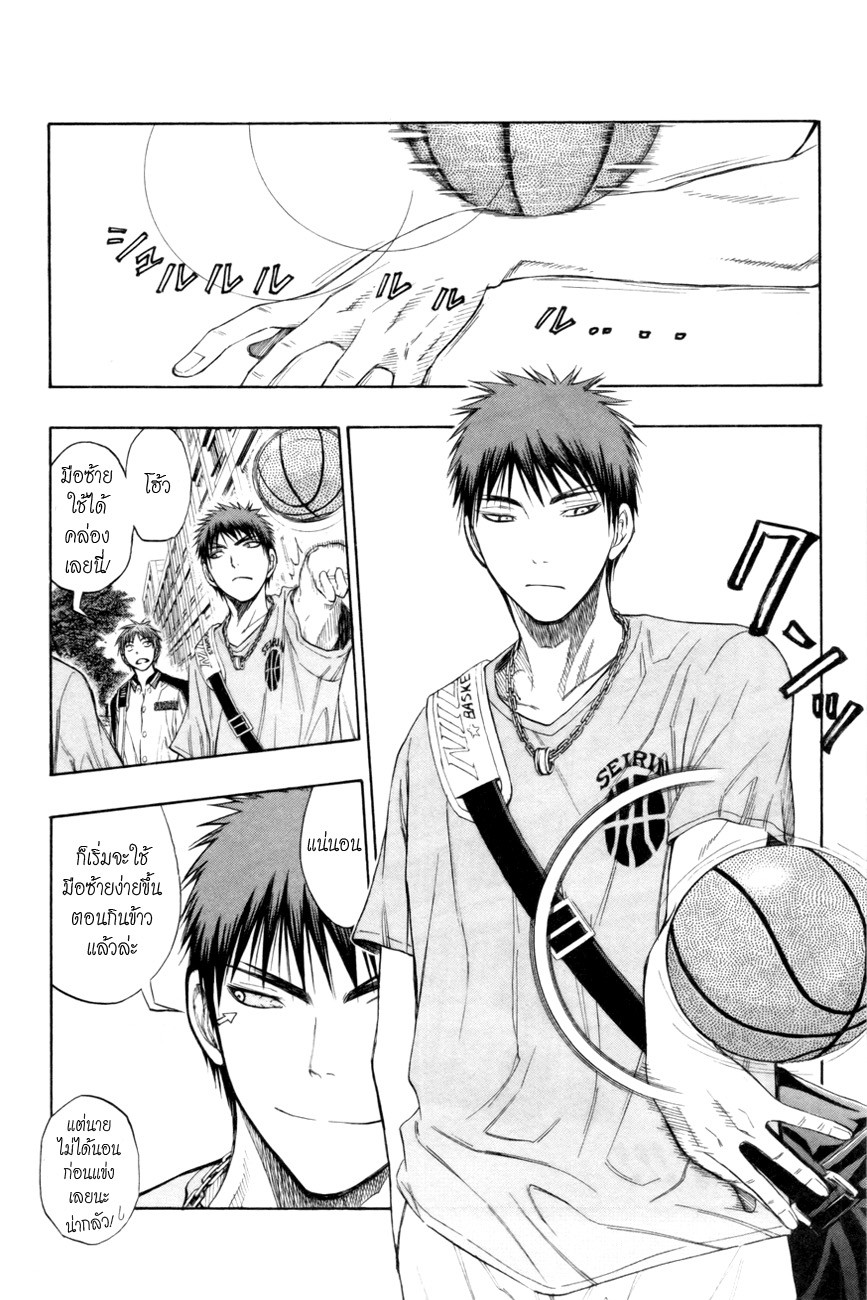 シュルルル
ルル
ル・・・・
クンッ
โฮ้ว
มือซ้าย
ใช้ได้
คล่อง
เลยนี่!
SEIRIN
SEIRIN
☆ BASKE
แน่นอน
ก็เริ่มจะใช้
มือซ้ายง่ายขึ้น
ตอนกินข้าว
แล้วล่ะ
แต่นาย
ไม่ได้นอน
ก่อนแข่ง
เลยนะ
น่ากลัว!